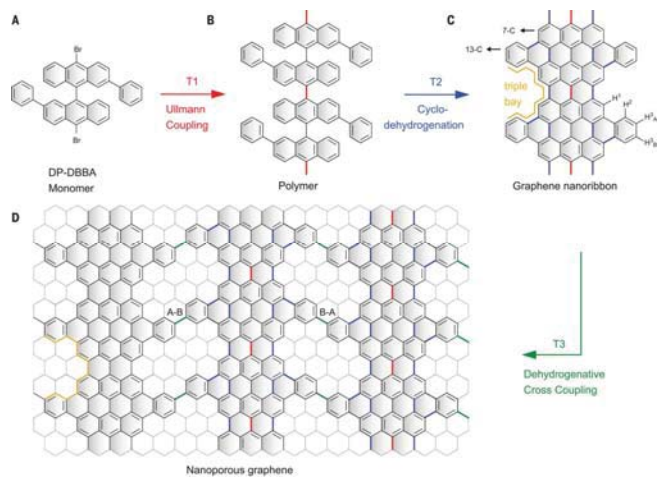 A
B
C
Br
Br
DP-DBBA
Monomer
T1
Ullmann
Coupling
Polymer
T2
Cyclo-
dehydrogenation
7-C
13-C
triple
bay
H¹
H²
H³A
H³B
Graphene nanoribbon
D
A-B
B-A
T3
Dehydrogenative
Cross Coupling
Nanoporous graphene